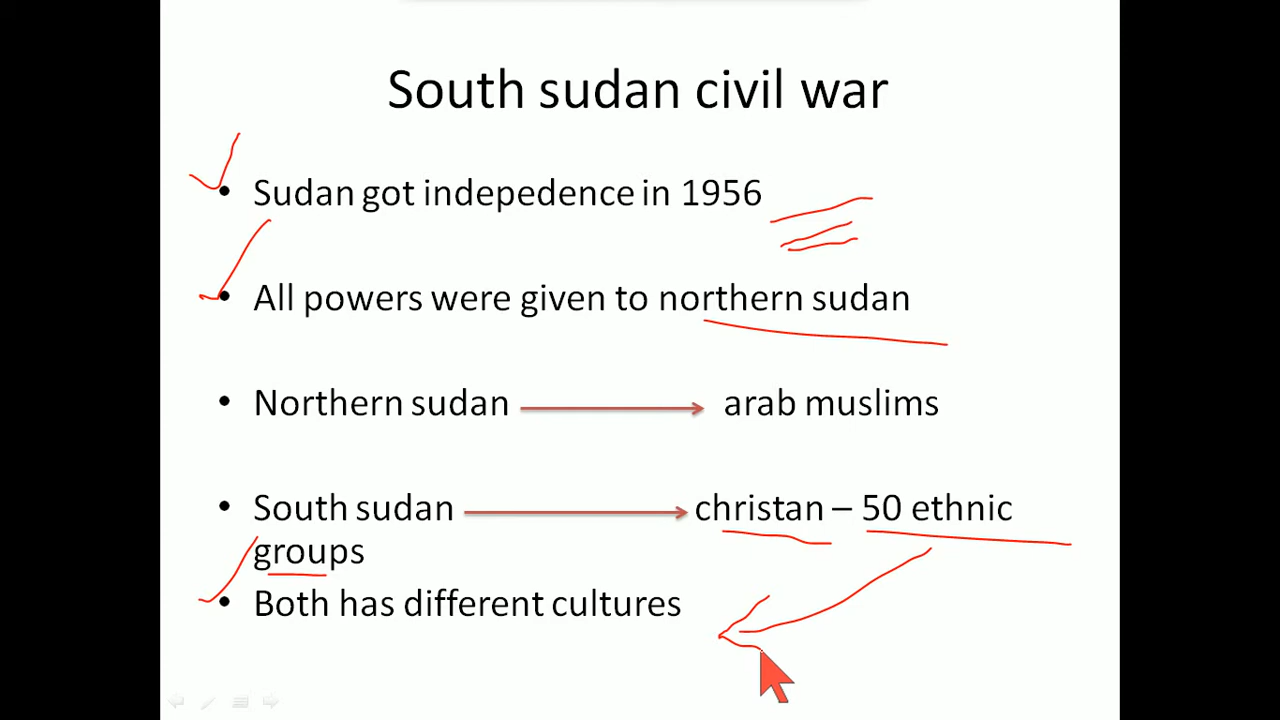 South sudan civil war
• Sudan got indepedence in 1956
• All powers were given to northern sudan
• Northern sudan arab muslims
• South sudan christan – 50 ethnic
groups
• Both has different cultures